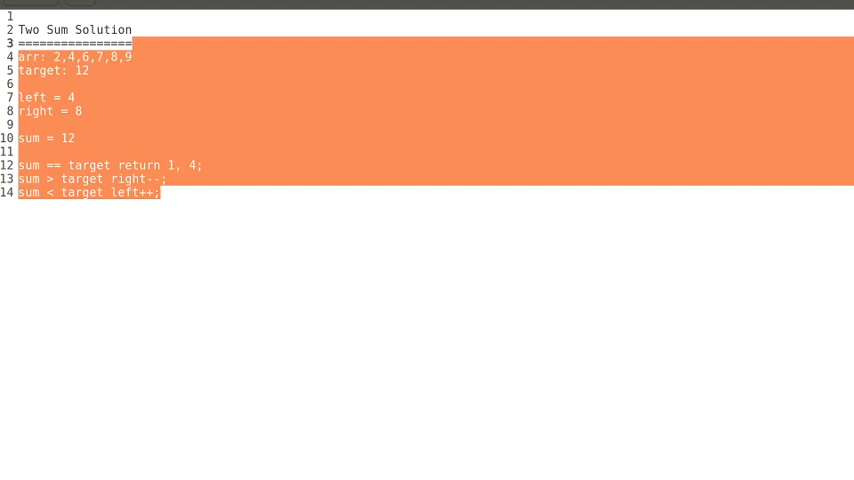 1
2 Two Sum Solution
3 ================
4 arr: 2,4,6,7,8,9
5 target: 12
6
7 left = 4
8 right = 8
9
10 sum = 12
11
12 sum == target return 1, 4;
13 sum > target right--;
14 sum < target left++;